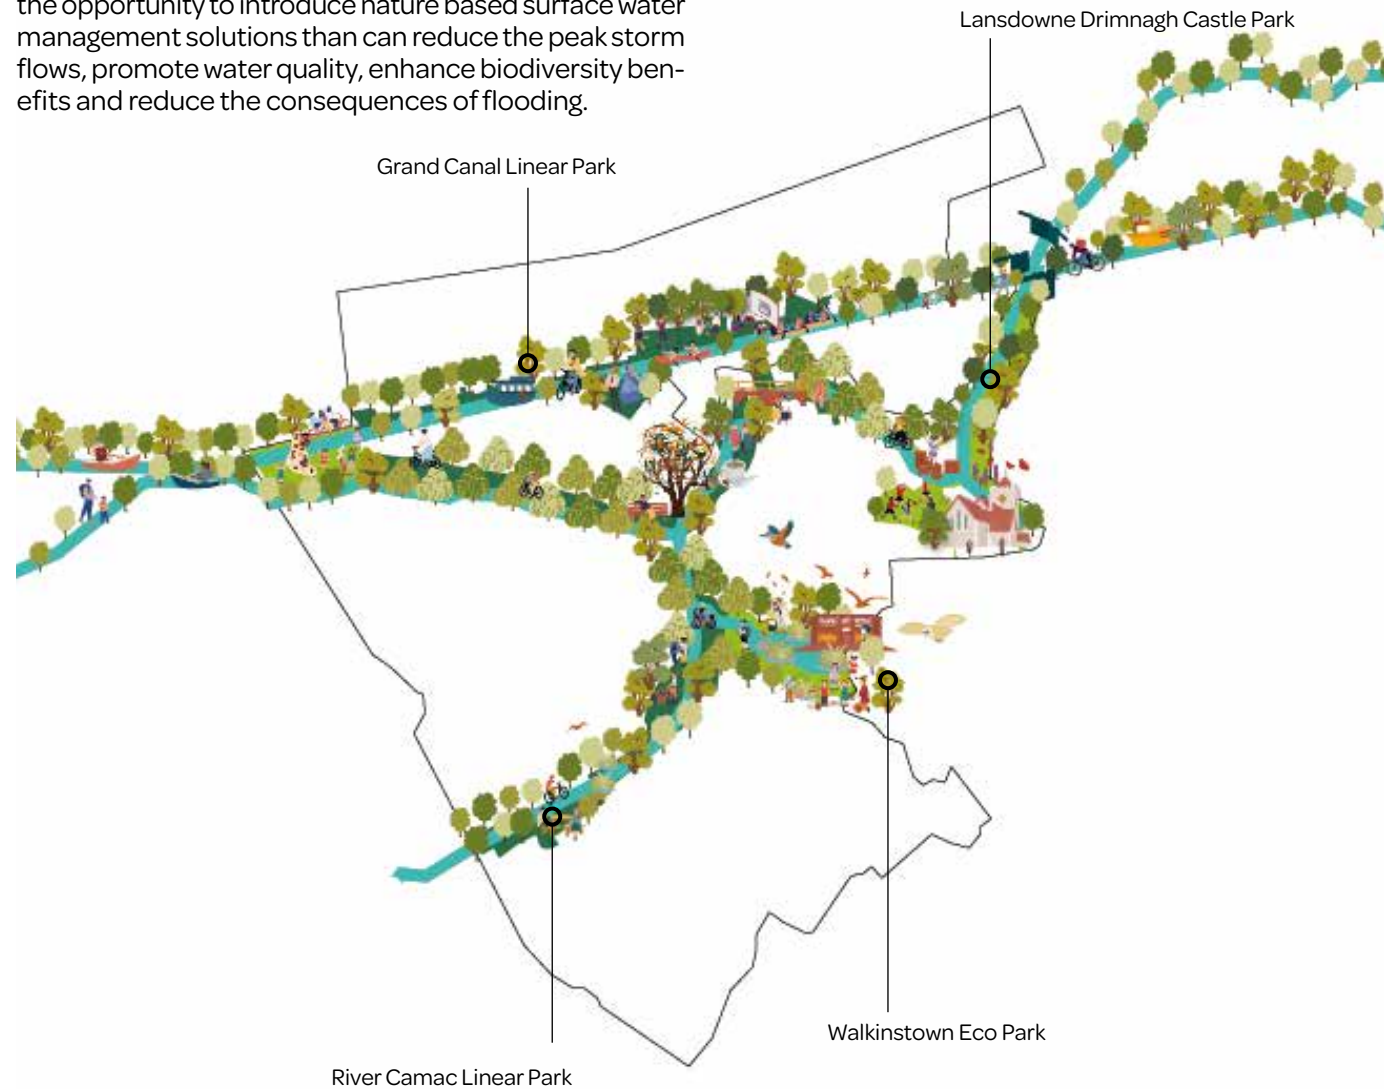 the opportunity to introduce nature based surface water
management solutions than can reduce the peak storm
flows, promote water quality, enhance biodiversity ben-
efits and reduce the consequences of flooding.
Lansdowne Drimnagh Castle Park
Grand Canal Linear Park
Walkinstown Eco Park
River Camac Linear Park